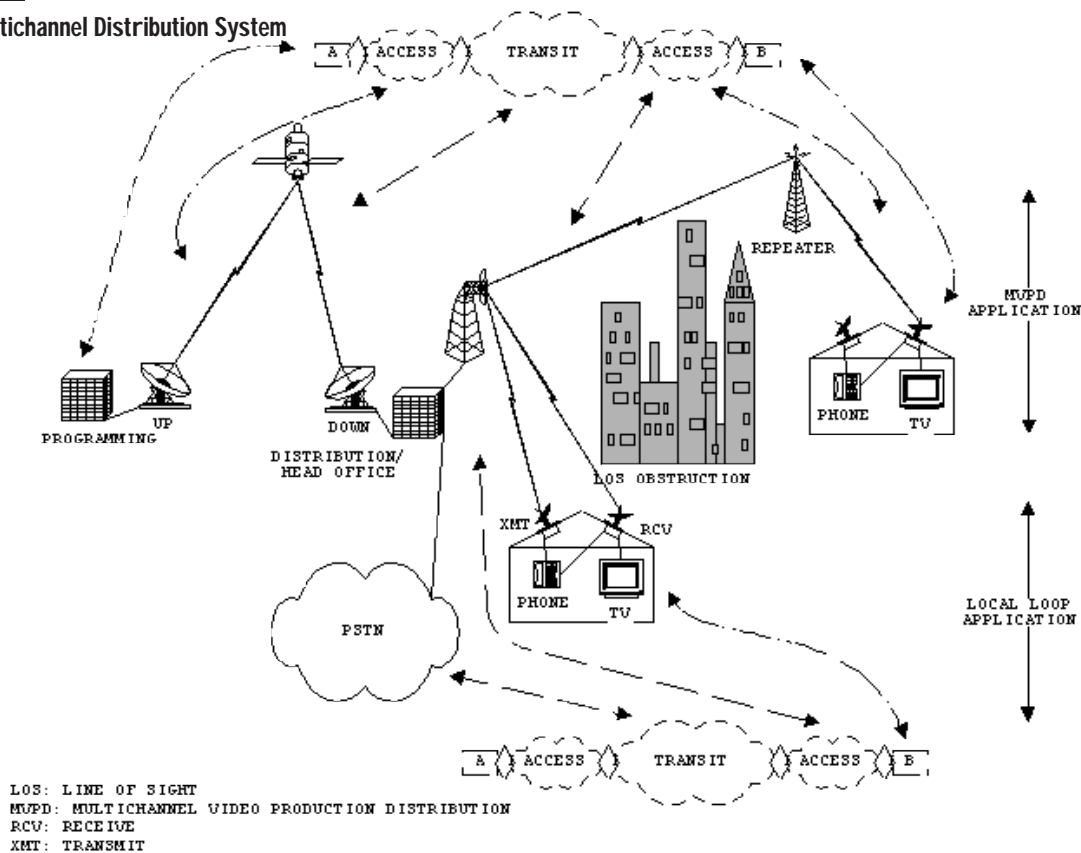 tichannel Distribution System
A ACCESS TRANSIT ACCESS B
REPEATER
MVPD
APPLICATION
PROGRAMMING
UP
DOWN
DISTRIBUTION/
HEAD OFFICE
PHONE
TV
LOS OBSTRUCTION
XMT
RCV
PHONE
TV
PSTN
LOCAL LOOP
APPLICATION
A ACCESS TRANSIT ACCESS B
LOS: LINE OF SIGHT
MVPD: MULTICHANNEL VIDEO PRODUCTION DISTRIBUTION
RCV: RECEIVE
XMT: TRANSMIT